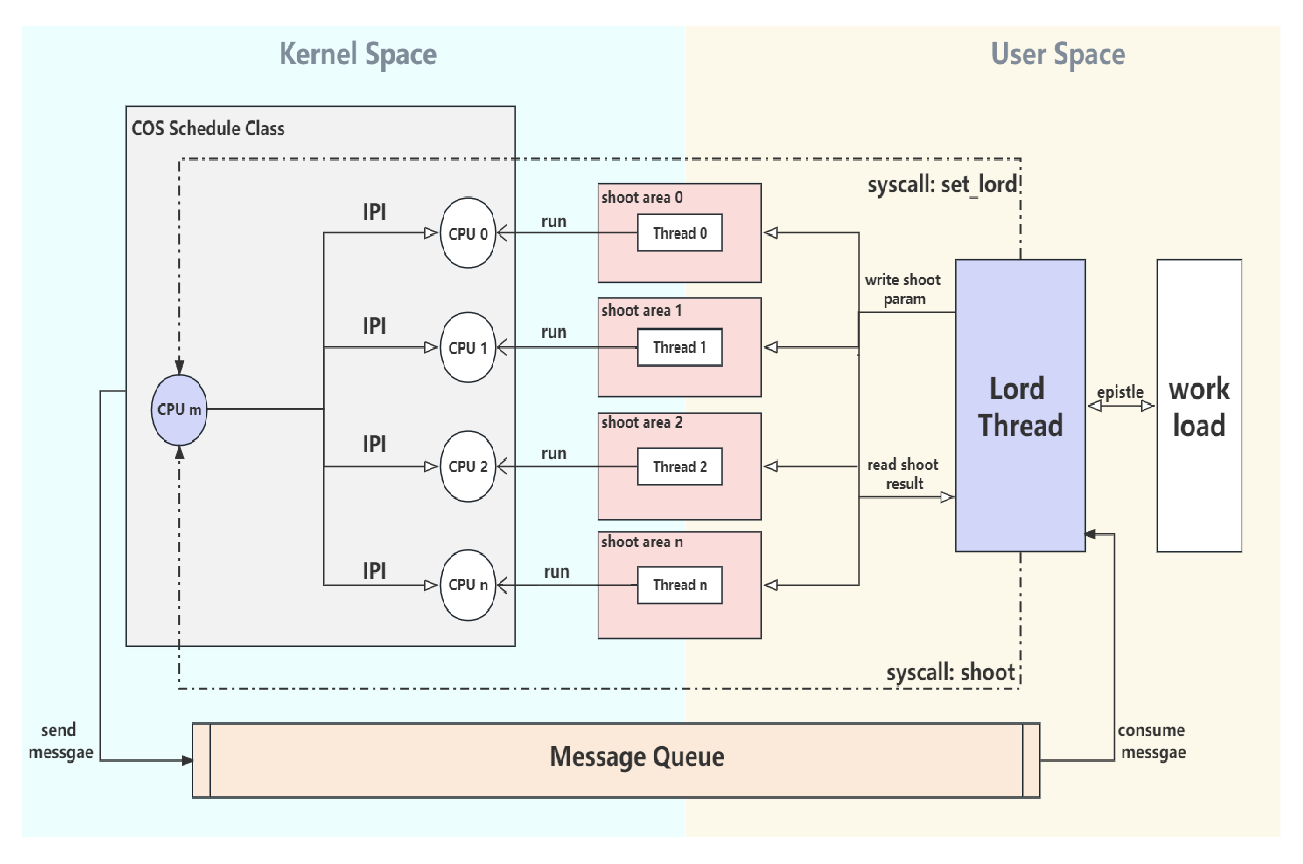 Kernel Space
User Space
COS Schedule Class
syscall: set_lord
IPI
CPU 0
run
shoot area 0
Thread 0
write shoot
param
IPI
CPU 1
run
shoot area 1
Thread 1
CPU m
Lord
Thread
epistle
work
load
IPI
CPU 2
run
shoot area 2
Thread 2
read shoot
result
IPI
CPU n
run
shoot area n
Thread n
syscall: shoot
send
messgae
Message Queue
consume
messgae